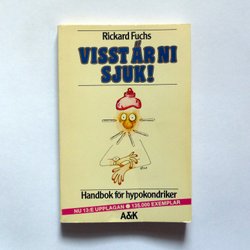 Rickard Fuchs
VISST ÄR NI
SJUK!
Handbok för hypokondriker
NU 13:E UPPLAGAN • 135.000 EXEMPLAR
A&K